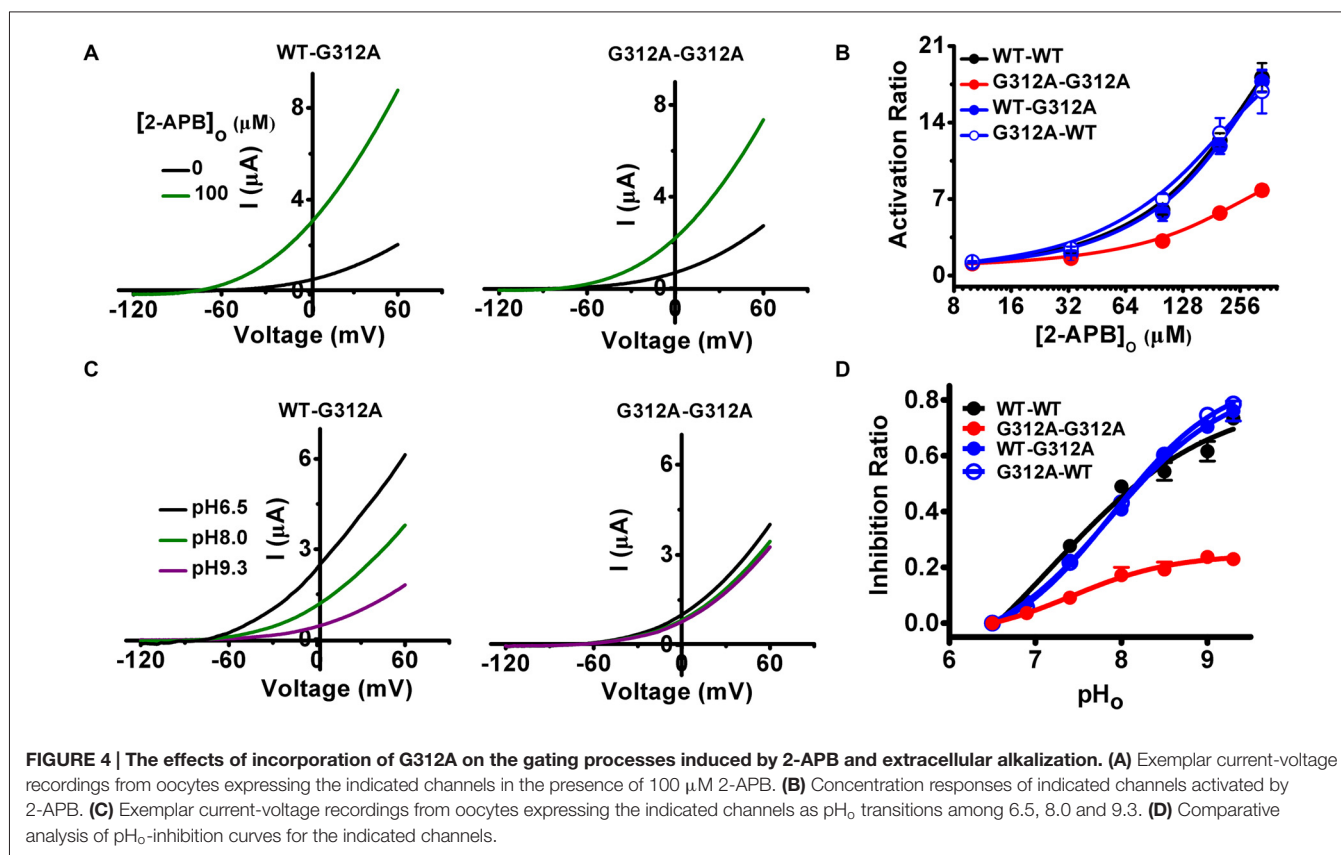 A
WT-G312A
G312A-G312A
[2-APB]o (μM)
0
100
I (μA)
8
4
0
-120
-60
0
60
Voltage (mV)
I (μA)
8
4
0
-120
-60
0
60
Voltage (mV)
B
WT-WT
G312A-G312A
WT-G312A
G312A-WT
Activation Ratio
21
14
7
0
8
16
32
64
128
256
[2-APB]o (μM)
C
WT-G312A
G312A-G312A
pH6.5
pH8.0
pH9.3
I (μA)
6
3
0
-120
-60
0
60
Voltage (mV)
I (μA)
6
3
0
-120
-60
0
60
Voltage (mV)
D
WT-WT
G312A-G312A
WT-G312A
G312A-WT
Inhibition Ratio
0.8
0.6
0.4
0.2
0.0
6
7
8
9
pHo
FIGURE 4 | The effects of incorporation of G312A on the gating processes induced by 2-APB and extracellular alkalization. (A) Exemplar current-voltage
recordings from oocytes expressing the indicated channels in the presence of 100 μM 2-APB. (B) Concentration responses of indicated channels activated by
2-APB. (C) Exemplar current-voltage recordings from oocytes expressing the indicated channels as pHo transitions among 6.5, 8.0 and 9.3. (D) Comparative
analysis of pHo-inhibition curves for the indicated channels.